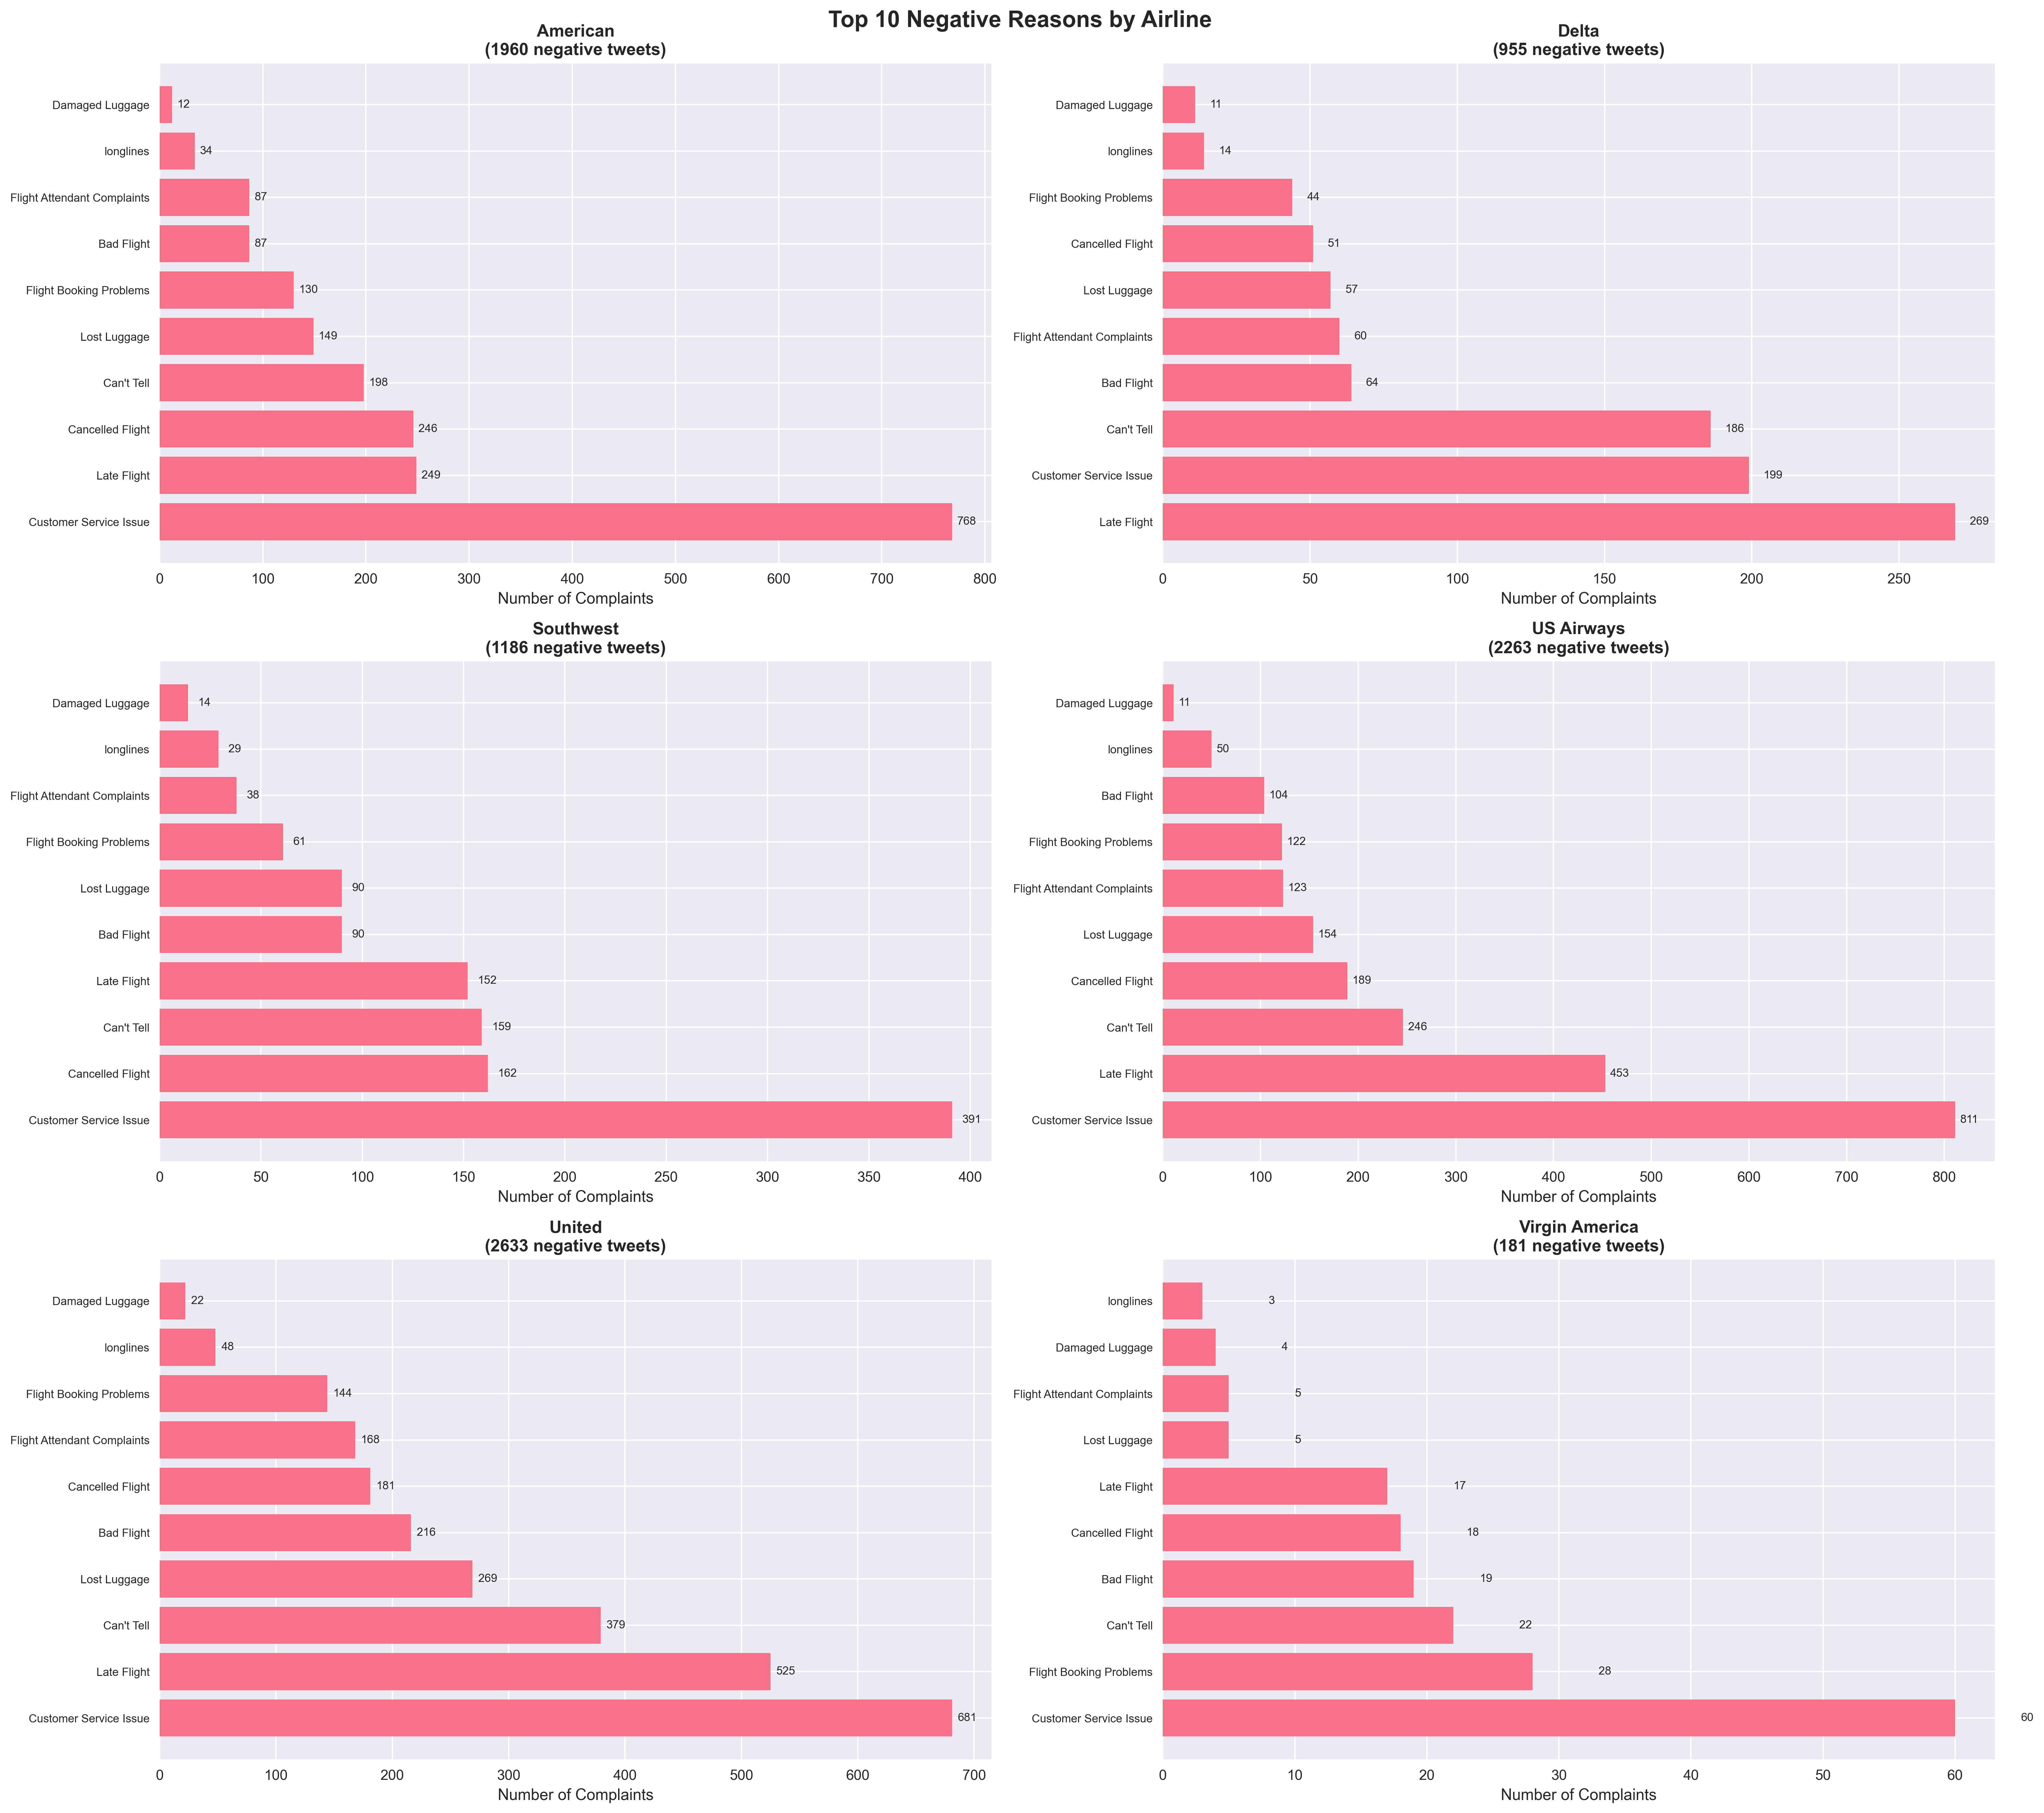 Top 10 Negative Reasons by Airline
American
(1960 negative tweets)
Damaged Luggage 12
longlines 34
Flight Attendant Complaints 87
Bad Flight 87
Flight Booking Problems 130
Lost Luggage 149
Can't Tell 198
Cancelled Flight 246
Late Flight 249
Customer Service Issue 768
0 100 200 300 400 500 600 700 800
Number of Complaints
Delta
(955 negative tweets)
Damaged Luggage 11
longlines 14
Flight Booking Problems 44
Cancelled Flight 51
Lost Luggage 57
Flight Attendant Complaints 60
Bad Flight 64
Can't Tell 186
Customer Service Issue 199
Late Flight 269
0 50 100 150 200 250
Number of Complaints
Southwest
(1186 negative tweets)
Damaged Luggage 14
longlines 29
Flight Attendant Complaints 38
Flight Booking Problems 61
Lost Luggage 90
Bad Flight 90
Late Flight 152
Can't Tell 159
Cancelled Flight 162
Customer Service Issue 391
0 50 100 150 200 250 300 350 400
Number of Complaints
US Airways
(2263 negative tweets)
Damaged Luggage 11
longlines 50
Bad Flight 104
Flight Booking Problems 122
Flight Attendant Complaints 123
Lost Luggage 154
Cancelled Flight 189
Can't Tell 246
Late Flight 453
Customer Service Issue 811
0 100 200 300 400 500 600 700 800
Number of Complaints
United
(2633 negative tweets)
Damaged Luggage 22
longlines 48
Flight Booking Problems 144
Flight Attendant Complaints 168
Cancelled Flight 181
Bad Flight 216
Lost Luggage 269
Can't Tell 379
Late Flight 525
Customer Service Issue 681
0 100 200 300 400 500 600 700
Number of Complaints
Virgin America
(181 negative tweets)
longlines 3
Damaged Luggage 4
Flight Attendant Complaints 5
Lost Luggage 5
Late Flight 17
Cancelled Flight 18
Bad Flight 19
Can't Tell 22
Flight Booking Problems 28
Customer Service Issue 60
0 10 20 30 40 50 60
Number of Complaints